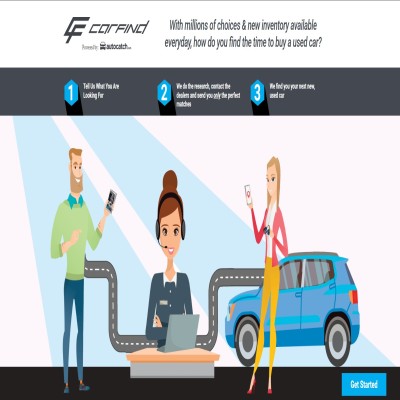 CARFIND
Powered by autocatch.com
With millions of choices & new inventory available
everyday, how do you find the time to buy a used car?
1
Tell Us What You Are
Looking For
2
We do the research, contact the
dealers and send you only the perfect
matches
3
We find you your next new,
used car
Get Started